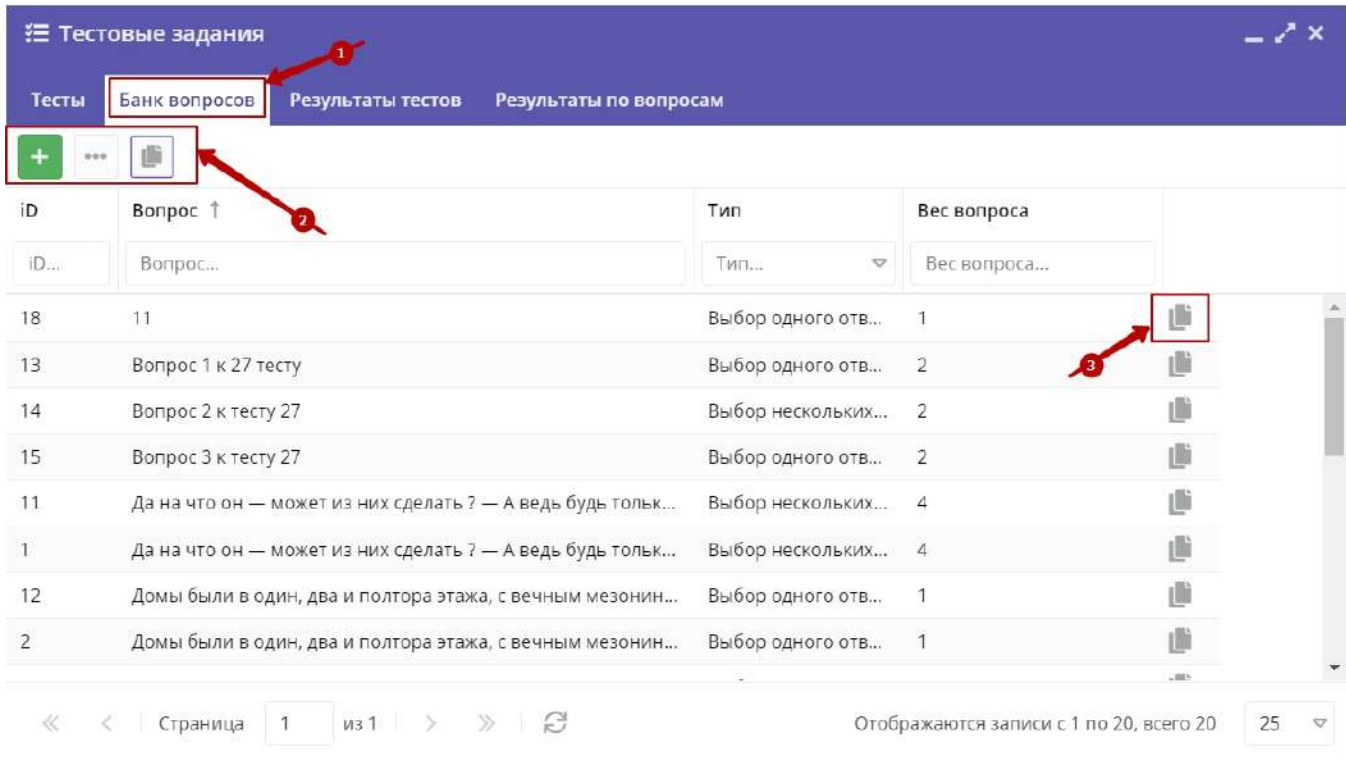 Тестовые задания
1
Тесты Банк вопросов Результаты тестов Результаты по вопросам
2
iD Вопрос ↑ Тип Вес вопроса
iD... Вопрос... Тип... Вес вопроса...
18 11 Выбор одного отв... 1
3
13 Вопрос 1 к 27 тесту Выбор одного отв... 2
14 Вопрос 2 к тесту 27 Выбор нескольких... 2
15 Вопрос 3 к тесту 27 Выбор одного отв... 2
11 Да на что он — может из них сделать ? — А ведь будь тольк... Выбор нескольких... 4
1 Да на что он — может из них сделать ? — А ведь будь тольк... Выбор нескольких... 4
12 Домы были в один, два и полтора этажа, с вечным мезонин... Выбор одного отв... 1
2 Домы были в один, два и полтора этажа, с вечным мезонин... Выбор одного отв... 1
Страница 1 из 1 Отображаются записи с 1 по 20, всего 20 25